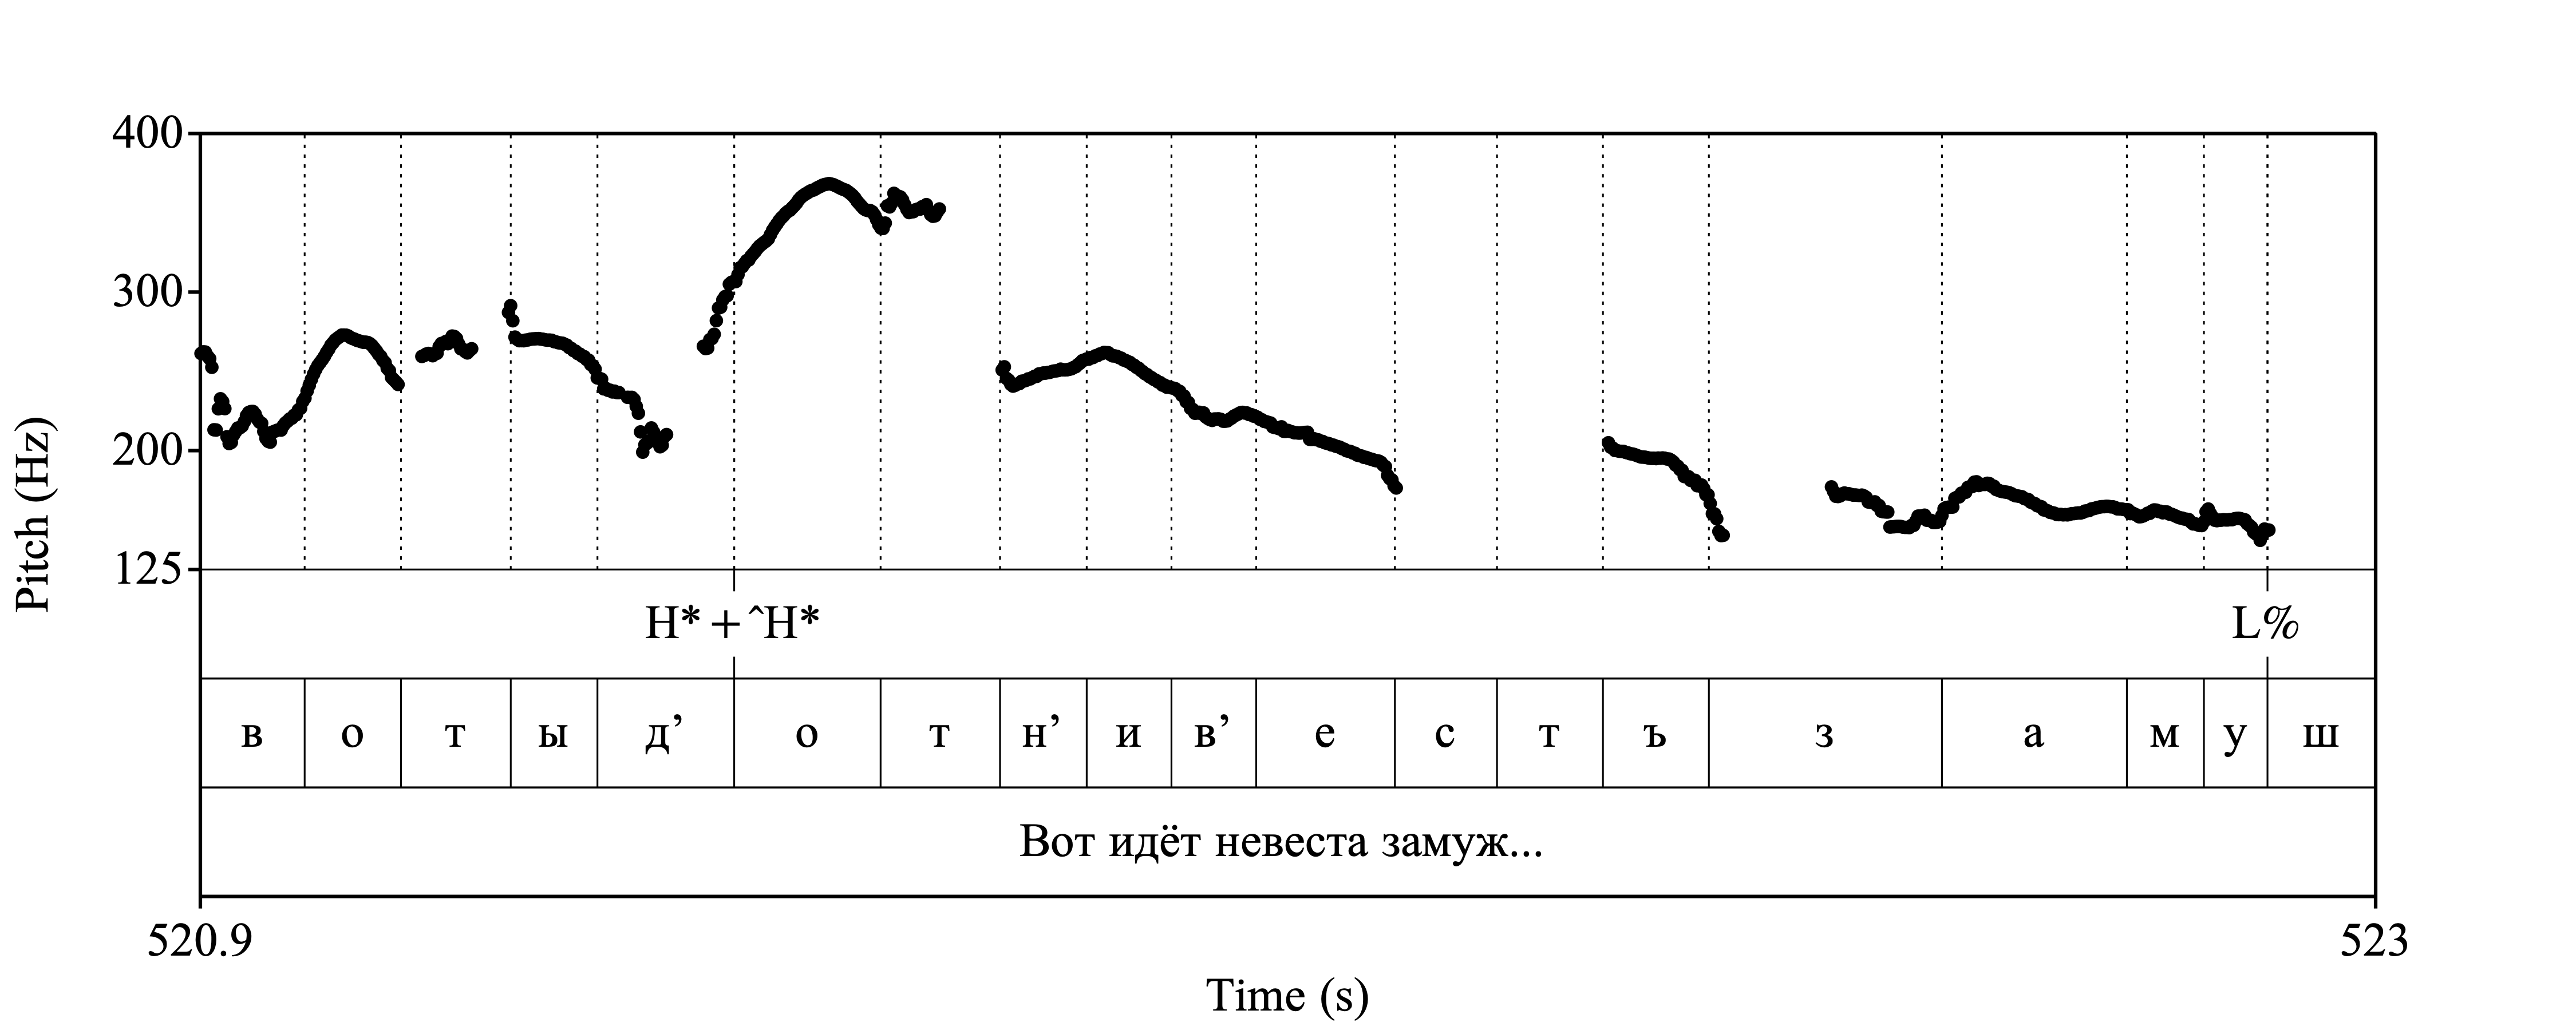 400
300
200
125
Pitch (Hz)
H*+ˆH* L%
в о т ы д’ о т н’ и в’ е с т ъ з а м у ш
Вот идёт невеста замуж...
520.9 523
Time (s)